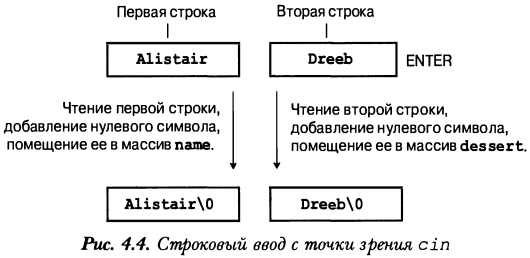 Первая строка Вторая строка
Alistair Dreeb ENTER
Чтение первой строки,
добавление нулевого символа,
помещение ее в массив name.
Чтение второй строки,
добавление нулевого символа,
помещение ее в массив dessert.
Alistair\0 Dreeb\0
Рис. 4.4. Строковый ввод с точки зрения cin